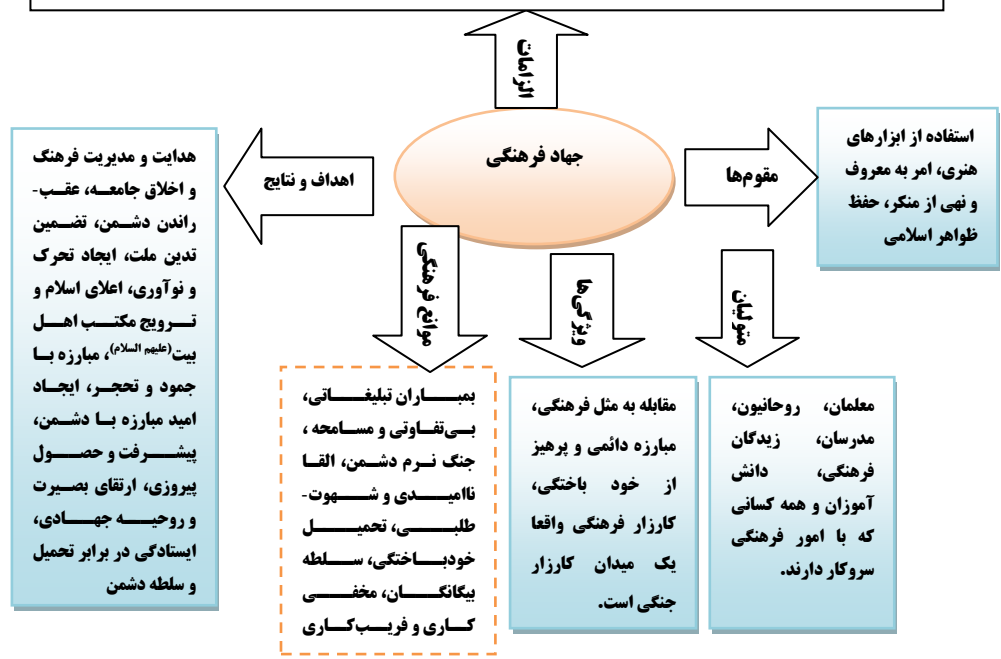 الزامات
جهاد فرهنگی
مقوم‌ها
استفاده از ابزارهای
هنری، امر به معروف
و نهی از منکر، حفظ
ظواهر اسلامی
اهداف و نتایج
هدایت و مدیریت فرهنگ
و اخلاق جامعه، عقب-
راندن دشمن، تضمین
تدین ملت، ایجاد تحرک
و نوآوری، اعلای اسلام و
ترویج مکتب اهل
بیت(علیهم السلام)، مبارزه با
جمود و تحجر، ایجاد
امید مبارزه با دشمن،
پیشرفت و حصول
پیروزی، ارتقای بصیرت
و روحیه جهادی،
ایستادگی در برابر تحمیل
و سلطه دشمن
متولیان
معلمان، روحانیون،
مدرسان، زیدگان
فرهنگی، دانش
آموزان و همه کسانی
که با امور فرهنگی
سروکار دارند.
ویژگی‌ها
مقابله به مثل فرهنگی،
مبارزه دائمی و پرهیز
از خود باختگی،
کارزار فرهنگی واقعا
یک میدان کارزار
جنگی است.
موانع فرهنگی
بمباران تبلیغاتی،
بی‌تفاوتی و مسامحه ،
جنگ نرم دشمن، القا
ناامیدی و شهوت-
طلبی، تحمیل
خودباختگی، سلطه
بیگانگان، مخفی
کاری و فریب‌کاری